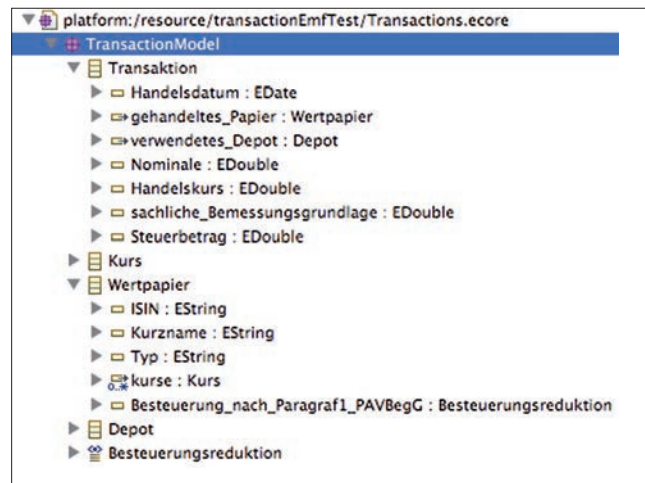 platform:/resource/transactionEmfTest/Transactions.ecore
TransactionModel
Transaktion
Handelsdatum : EDate
gehandeltes_Papier : Wertpapier
verwendetes_Depot : Depot
Nominale : EDouble
Handelskurs : EDouble
sachliche_Bemessungsgrundlage : EDouble
Steuerbetrag : EDouble
Kurs
Wertpapier
ISIN : EString
Kurzname : EString
Typ : EString
0..* kurse : Kurs
Besteuerung_nach_Paragraf1_PAVBegG : Besteuerungsreduktion
Depot
Besteuerungsreduktion